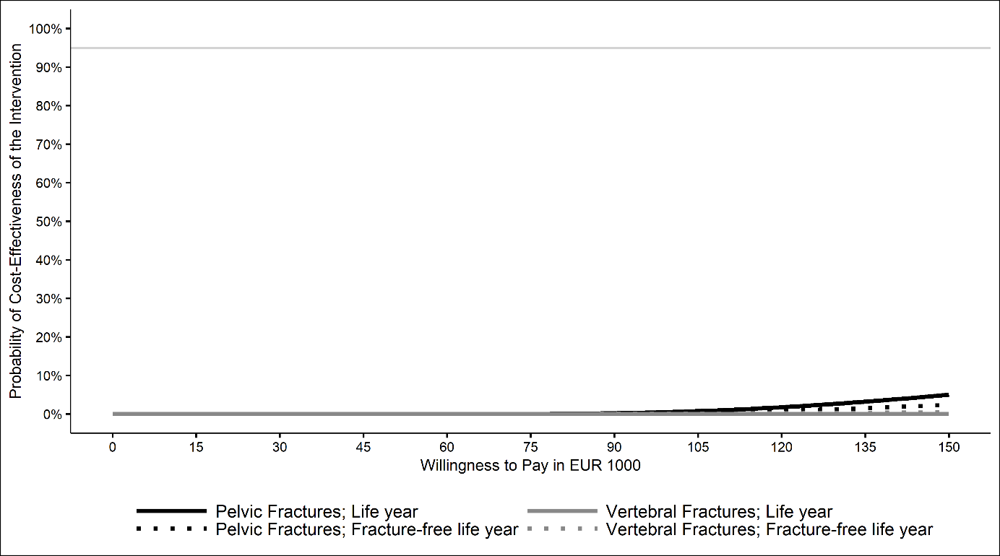 Probability of Cost-Effectiveness of the Intervention
100%
90%
80%
70%
60%
50%
40%
30%
20%
10%
0%
0 15 30 45 60 75 90 105 120 135 150
Willingness to Pay in EUR 1000
Pelvic Fractures; Life year Vertebral Fractures; Life year
Pelvic Fractures; Fracture-free life year Vertebral Fractures; Fracture-free life year